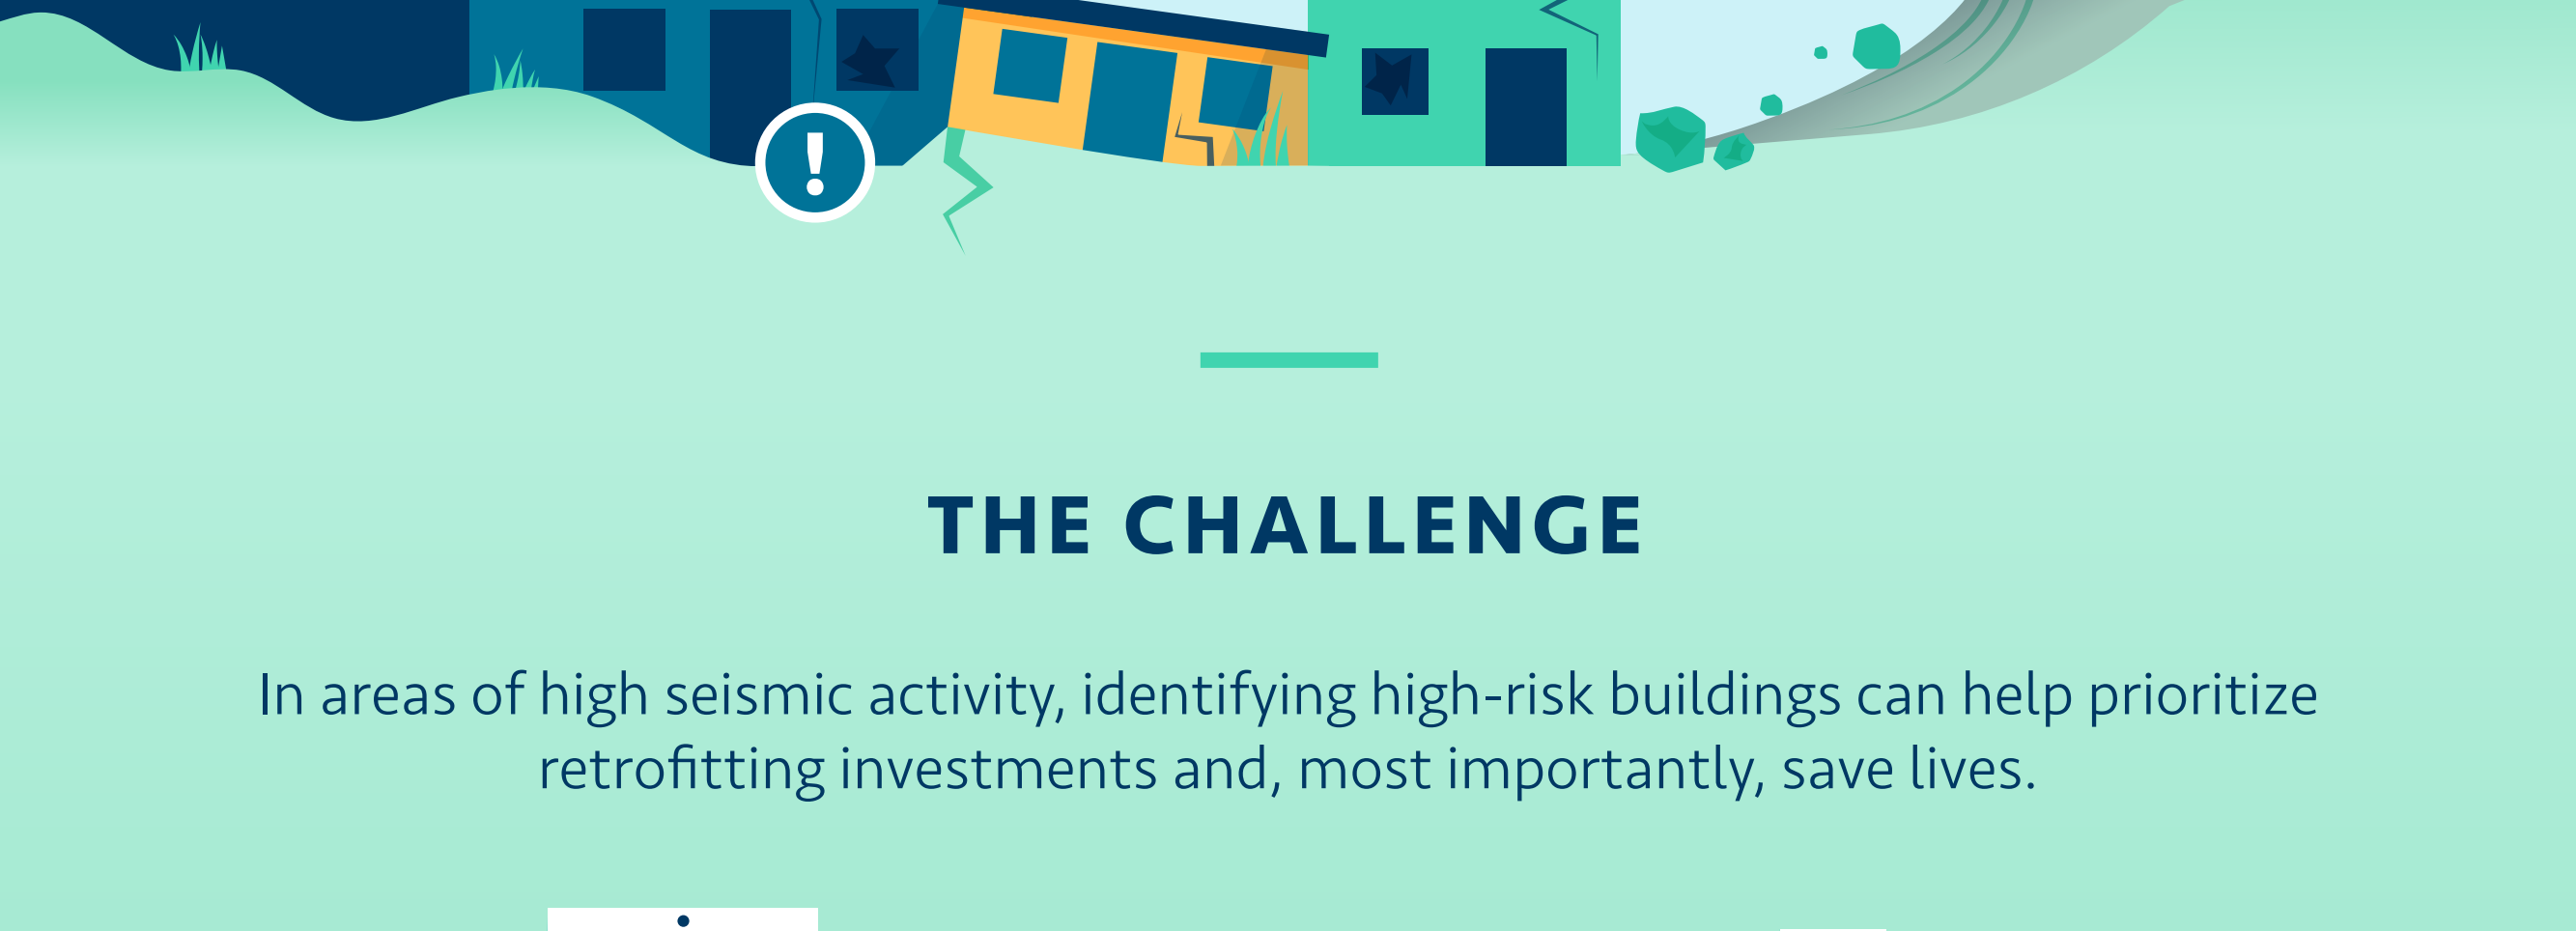 !
THE CHALLENGE
In areas of high seismic activity, identifying high-risk buildings can help prioritize
retrofitting investments and, most importantly, save lives.